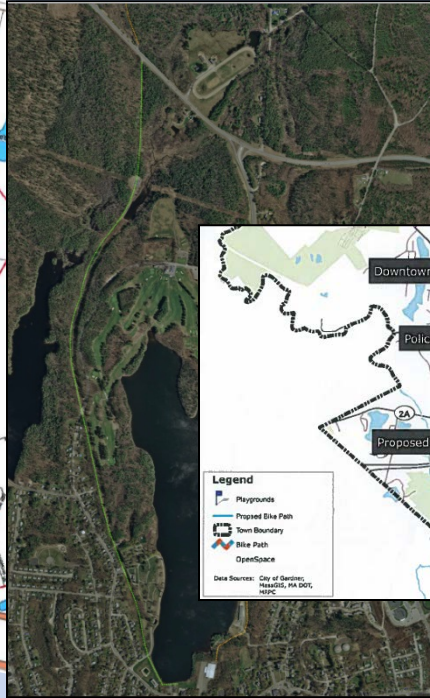 Downtown
Polic
2A
Proposed
Legend
Playgrounds
Propsed Bike Path
Town Boundary
Bike Path
OpenSpace
Data Sources: City of Gardner,
MassGIS, MA DOT,
MRPC